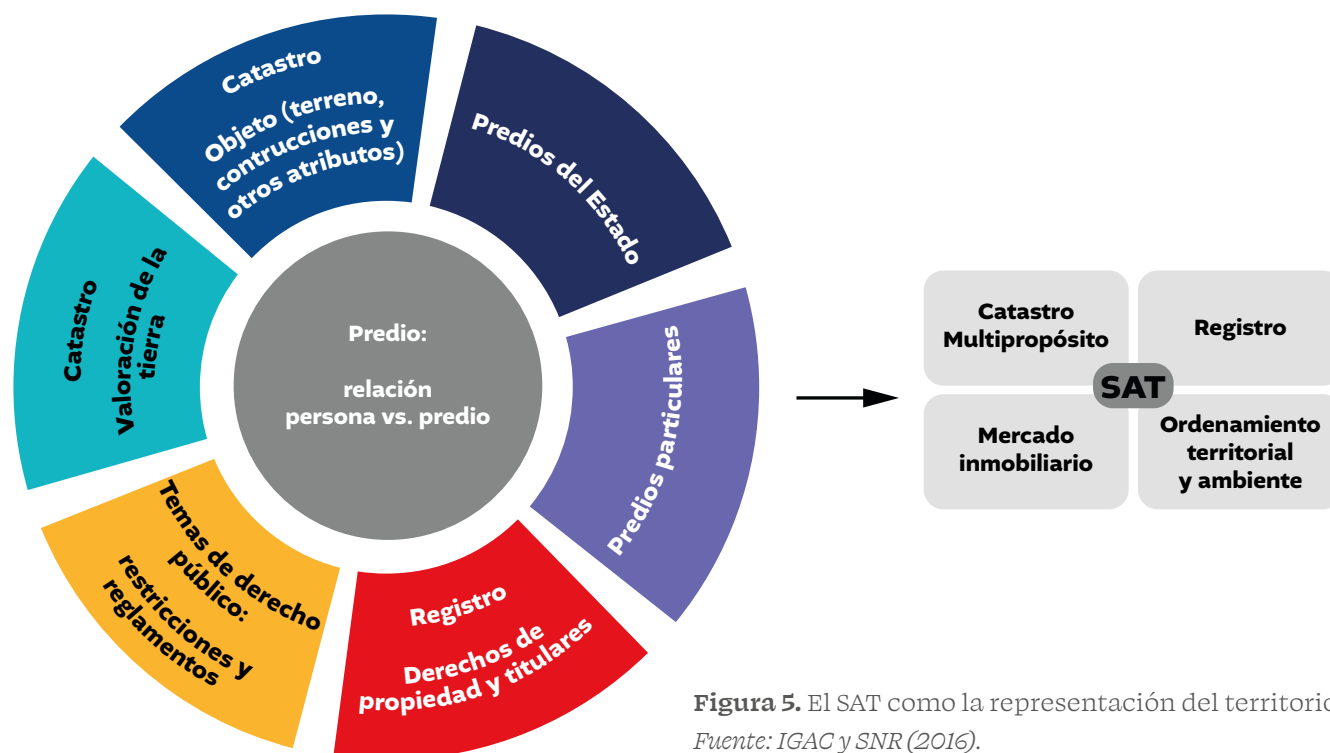 Catastro
Objeto (terreno,
contrucciones y
otros atributos)
Predios del Estado
Predios particulares
Registro
Derechos de
propiedad y titulares
Temas de derecho
público:
restricciones y
reglamentos
Catastro
Valoración de la
tierra
Predio:
relación
persona vs. predio
Catastro
Multipropósito
Registro
SAT
Mercado
inmobiliario
Ordenamiento
territorial
y ambiente
Figura 5. El SAT como la representación del territorio
Fuente: IGAC y SNR (2016).